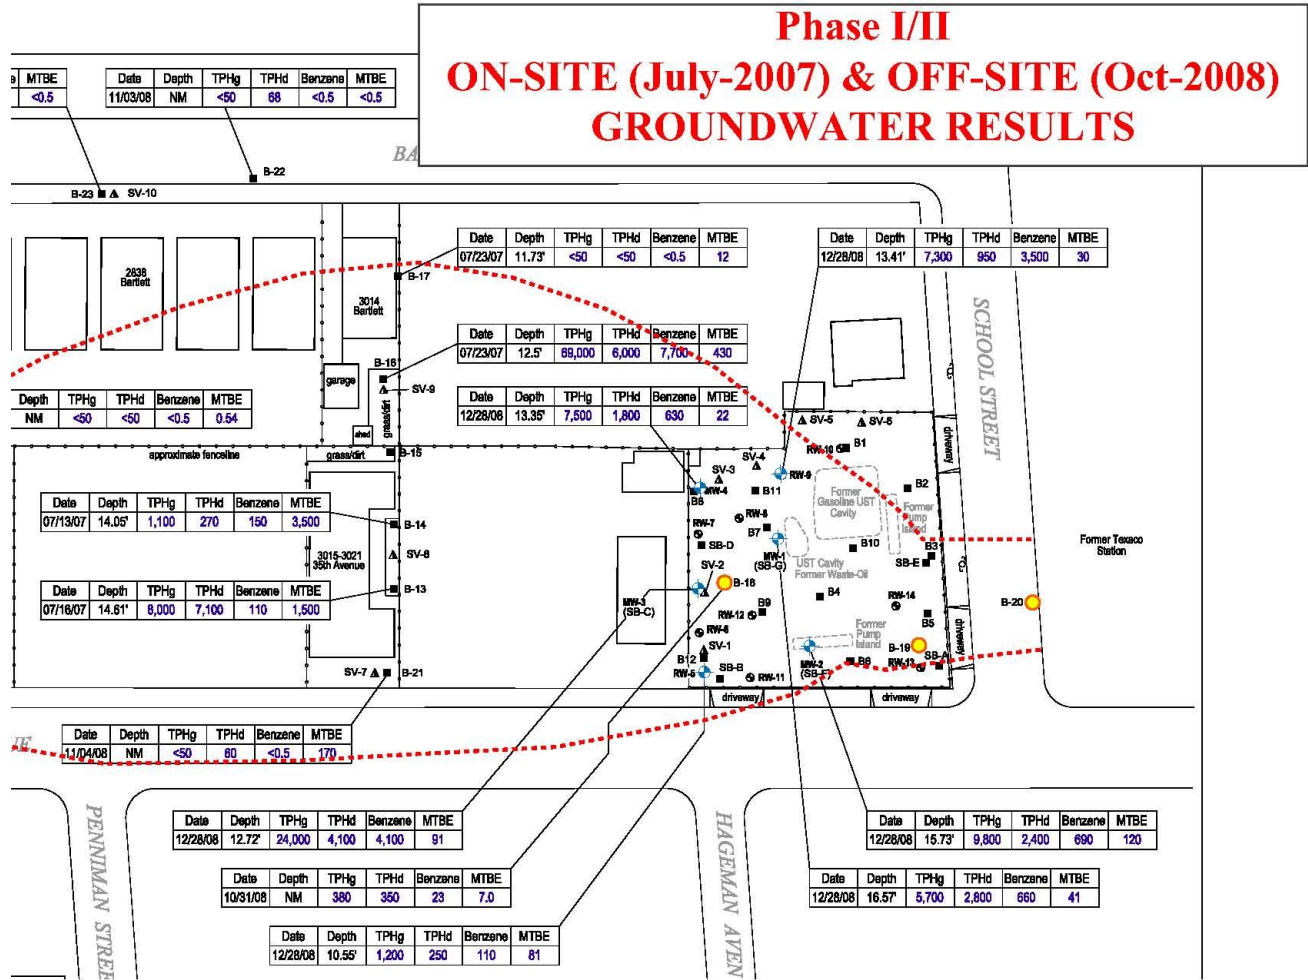 Phase I/II
ON-SITE (July-2007) & OFF-SITE (Oct-2008)
GROUNDWATER RESULTS
MTBE
<0.5
Date Depth TPHg TPHd Benzene MTBE
11/03/08 NM <50 68 <0.5 <0.5
BA
B-22
B-23 SV-10
Date Depth TPHg TPHd Benzene MTBE
07/23/07 11.73' <50 <50 <0.5 12
Date Depth TPHg TPHd Benzene MTBE
12/28/08 13.41' 7,300 950 3,500 30
2838
Bartlett
B-17
3014
Bartlett
SCHOOL STREET
Date Depth TPHg TPHd Benzene MTBE
07/23/07 12.5' 69,000 6,000 7,700 430
B-16
garage
SV-9
grass/dirt
Depth TPHg TPHd Benzene MTBE
NM <50 <50 <0.5 0.54
Date Depth TPHg TPHd Benzene MTBE
12/28/08 13.35' 7,500 1,800 630 22
shed
SV-5
SV-6
driveway
B1
RW-10
approximate fenceline
grass/dirt
B-15
SV-4
SV-3
RW-9
MW-4
B8
B11
B2
Former
Gasoline UST
Cavity
Former
Pump
Island
Date Depth TPHg TPHd Benzene MTBE
07/13/07 14.05' 1,100 270 150 3,500
B-14
RW-8
RW-7
B7
SB-D
MW-1
(SB-G)
B10
B3
SB-E
Former Texaco
Station
3015-3021
35th Avenue
SV-8
SV-2
UST Cavity
Former Waste-Oil
Date Depth TPHg TPHd Benzene MTBE
07/16/07 14.61' 8,000 7,100 110 1,500
B-13
B-18
MW-3
(SB-C)
B4
RW-14
B-20
RW-12
B9
B5
RW-6
Former
Pump
Island
B-19
driveway
SV-1
B12
SB-A
B6
RW-13
MW-2
(SB-F)
SV-7
B-21
RW-5
SB-B
RW-11
driveway
driveway
Date Depth TPHg TPHd Benzene MTBE
11/04/08 NM <50 60 <0.5 170
PENNIMAN STREE
HAGEMAN AVEN
Date Depth TPHg TPHd Benzene MTBE
12/28/08 12.72' 24,000 4,100 4,100 91
Date Depth TPHg TPHd Benzene MTBE
12/28/08 15.73' 9,800 2,400 690 120
Date Depth TPHg TPHd Benzene MTBE
10/31/08 NM 380 350 23 7.0
Date Depth TPHg TPHd Benzene MTBE
12/28/08 16.57' 5,700 2,800 660 41
Date Depth TPHg TPHd Benzene MTBE
12/28/08 10.55' 1,200 250 110 81